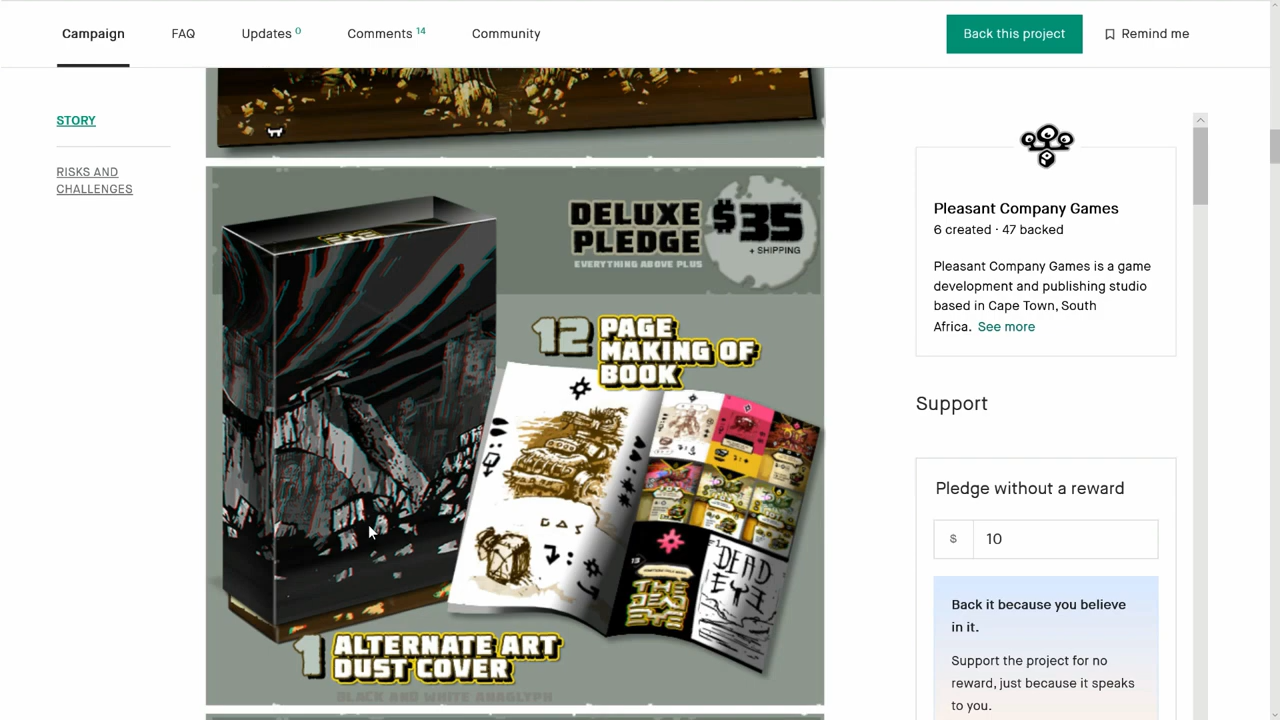 Campaign
FAQ
Updates 0
Comments 14
Community
Back this project
Remind me
STORY
RISKS AND
CHALLENGES
DELUXE
PLEDGE
EVERYTHING ABOVE PLUS
$35
+ SHIPPING
12 PAGE
MAKING OF
BOOK
GAS
DEAD
EYE
1 ALTERNATE ART
DUST COVER
BLACK AND WHITE ANAGLYPH
Pleasant Company Games
6 created · 47 backed
Pleasant Company Games is a game
development and publishing studio
based in Cape Town, South
Africa. See more
Support
Pledge without a reward
$ 10
Back it because you believe
in it.
Support the project for no
reward, just because it speaks
to you.